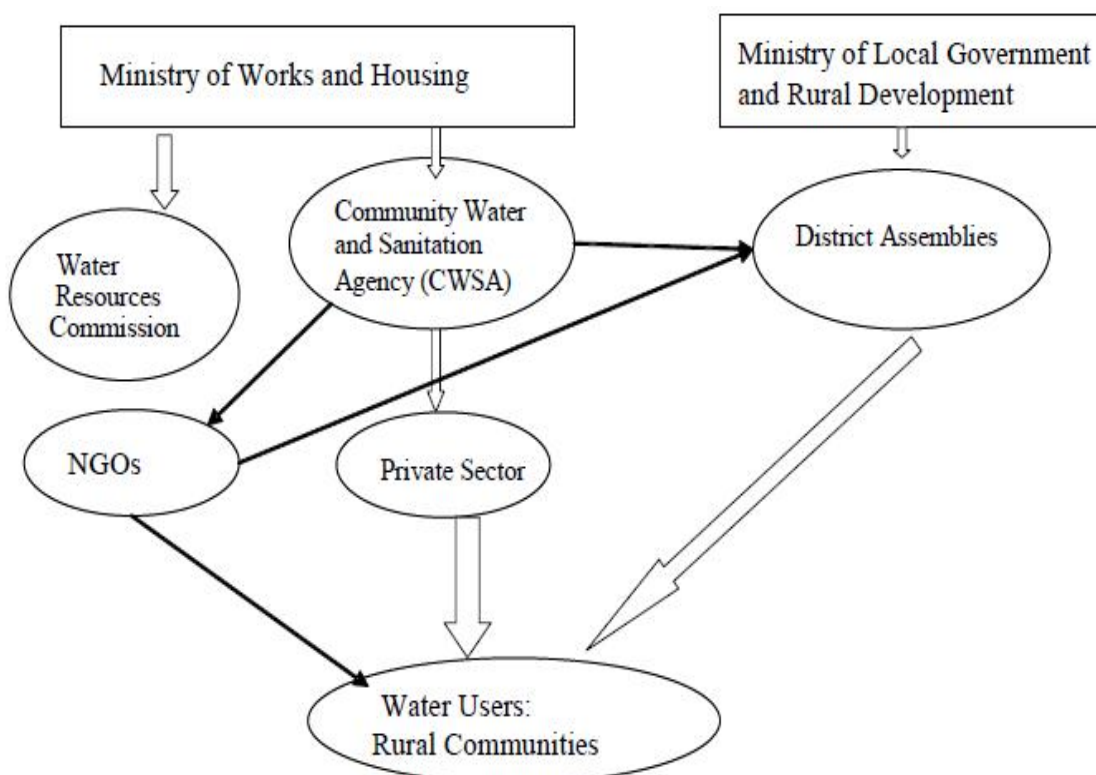 Ministry of Works and Housing
Ministry of Local Government
and Rural Development
Community Water
and Sanitation
Agency (CWSA)
District Assemblies
Water
Resources
Commission
NGOs
Private Sector
Water Users:
Rural Communities